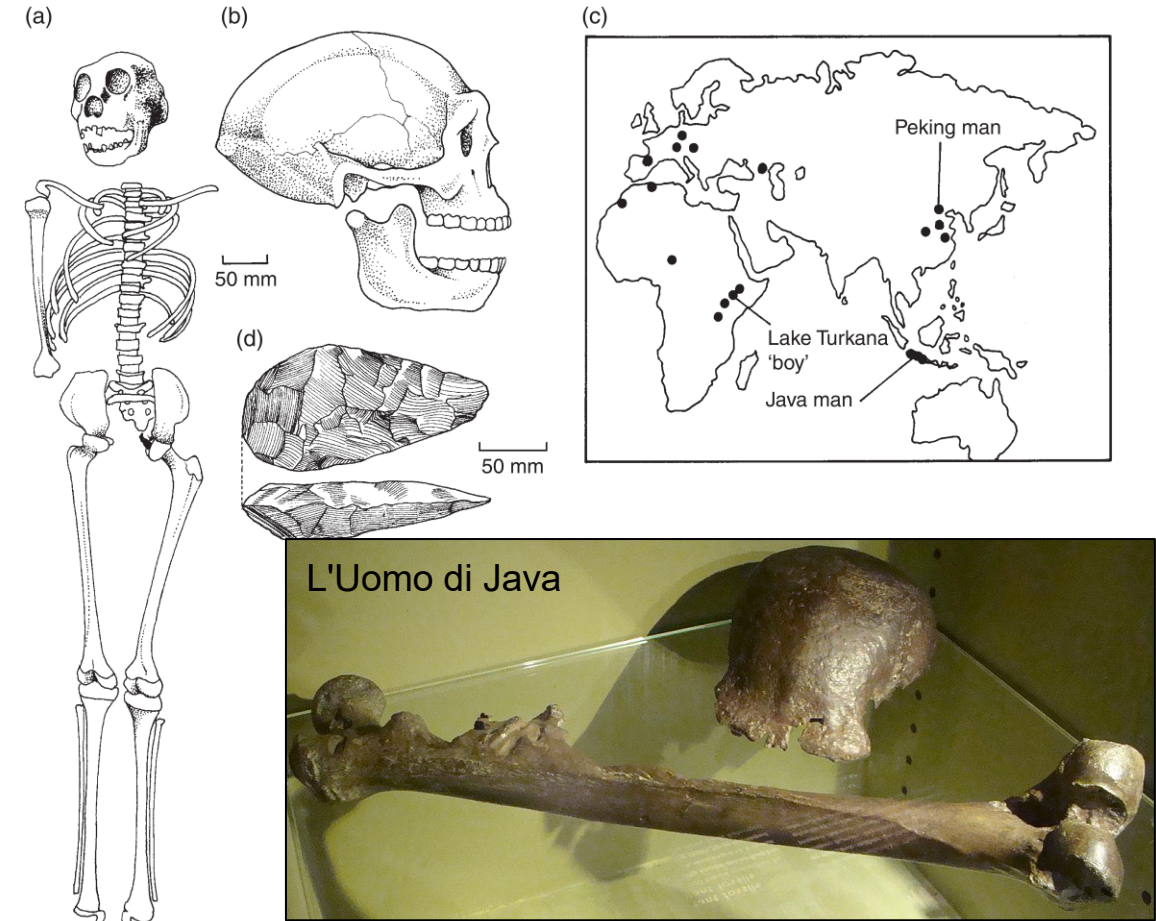 (a)
(b)
(c)
Peking man
50 mm
(d)
Lake Turkana
‘boy’
Java man
50 mm
L'Uomo di Java